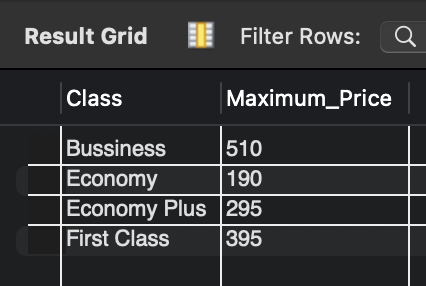 Result Grid Filter Rows:
Class Maximum_Price
Bussiness 510
Economy 190
Economy Plus 295
First Class 395